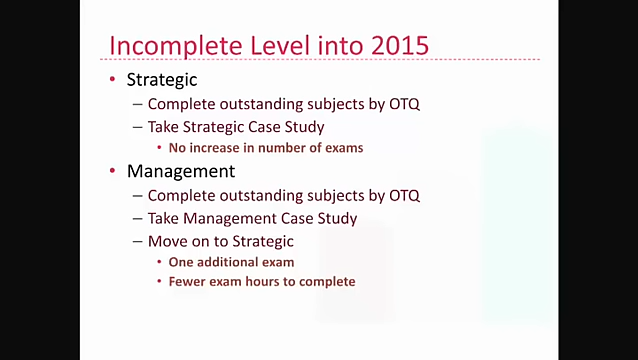 Incomplete Level into 2015
• Strategic
– Complete outstanding subjects by OTQ
– Take Strategic Case Study
• No increase in number of exams
• Management
– Complete outstanding subjects by OTQ
– Take Management Case Study
– Move on to Strategic
• One additional exam
• Fewer exam hours to complete